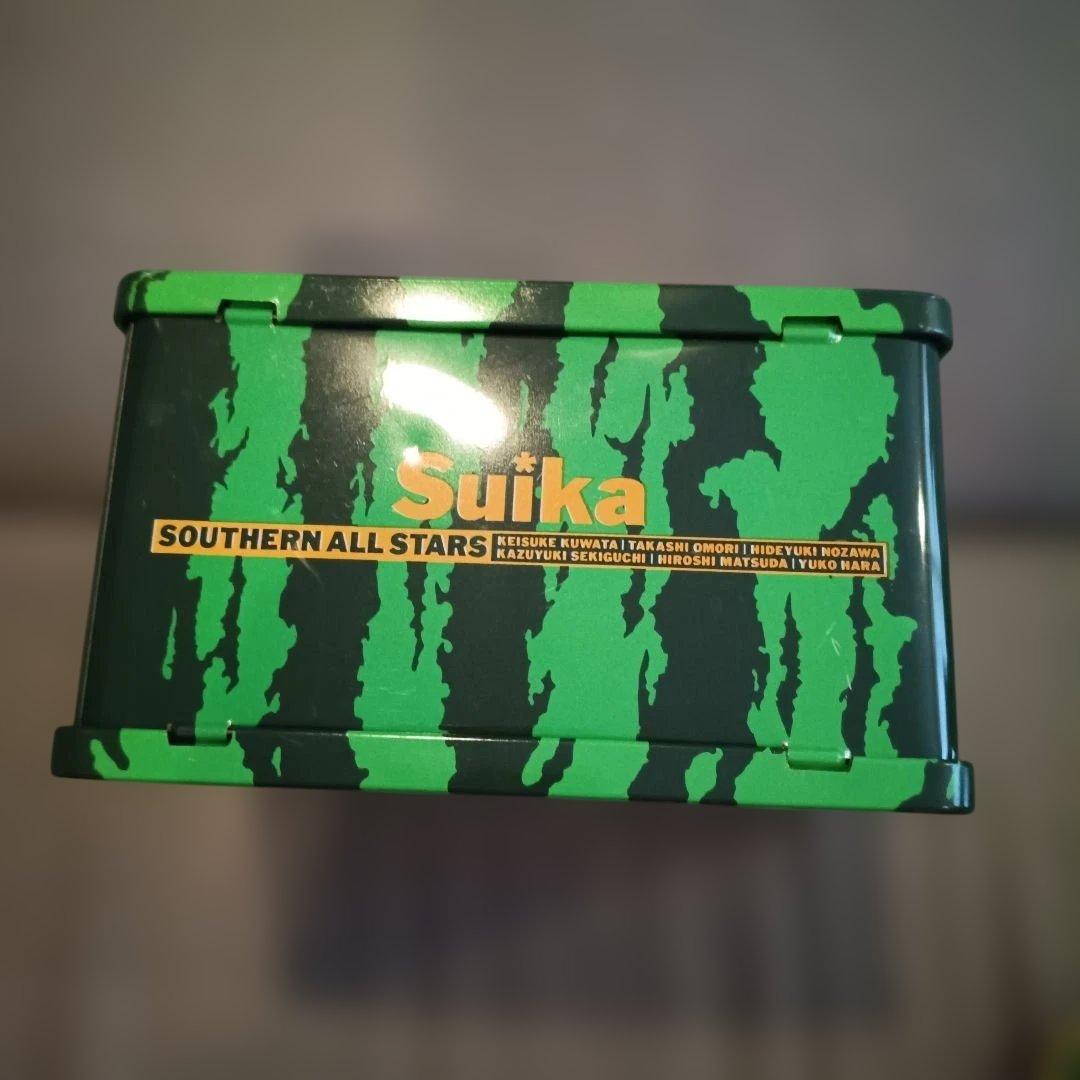 Suika
SOUTHERN ALL STARS
KEISUKE KUWATA | TAKASHI OMORI | HIDEYUKI NOZAWA
KAZUYUKI SEKIGUCHI | HIROSHI MATSUDA | YUKO HARA